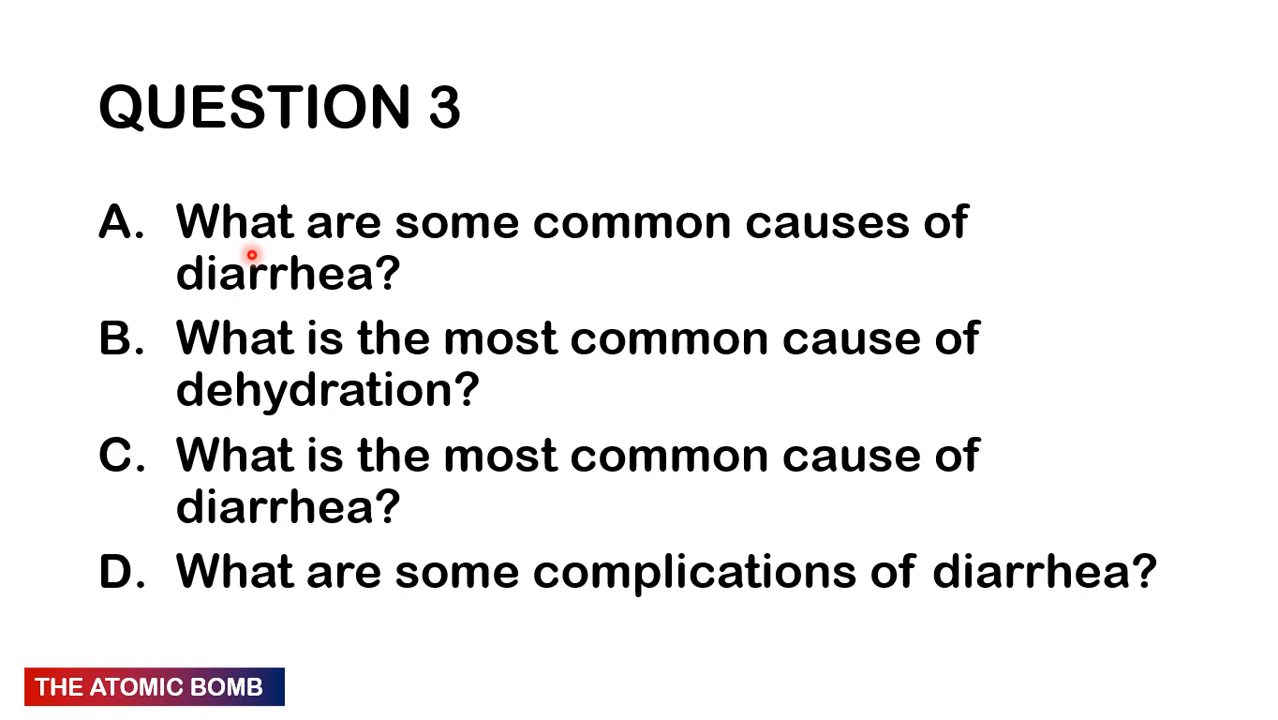 QUESTION 3
A. What are some common causes of
diarrhea?
B. What is the most common cause of
dehydration?
C. What is the most common cause of
diarrhea?
D. What are some complications of diarrhea?
THE ATOMIC BOMB